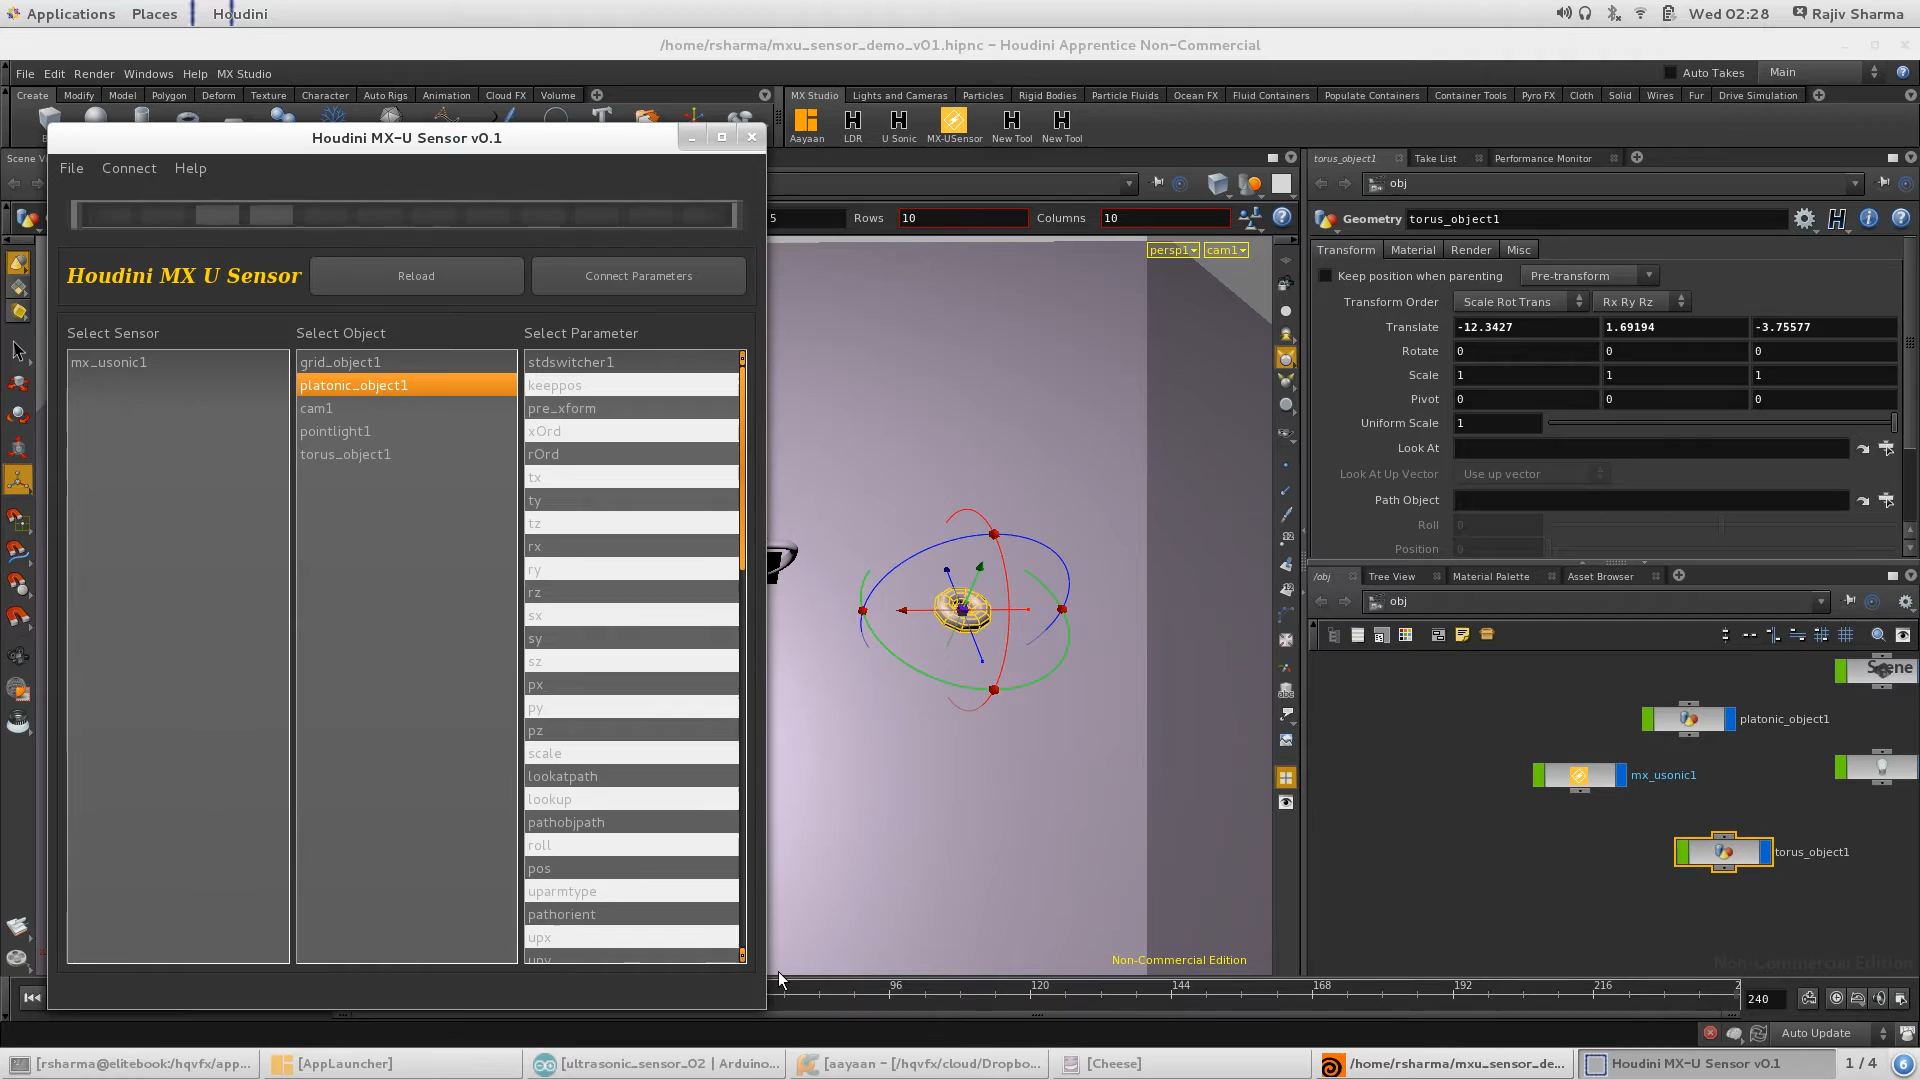 Applications Places Houdini Wed 02:28 Rajiv Sharma
/home/rsharma/mxu_sensor_demo_v01.hipnc - Houdini Apprentice Non-Commercial
File Edit Render Windows Help MX Studio Auto Takes Main
Create Modify Model Polygon Deform Texture Character Auto Rigs Animation Cloud FX Volume MX Studio Lights and Cameras Particles Rigid Bodies Particle Fluids Ocean FX Fluid Containers Populate Containers Container Tools Pyro FX Cloth Solid Wires Fur Drive Simulation
Aayaan LDR U Sonic MX-USensor New Tool New Tool
Houdini MX-U Sensor v0.1
File Connect Help
Houdini MX U Sensor Reload Connect Parameters
Select Sensor Select Object Select Parameter
mx_usonic1
grid_object1
platonic_object1
cam1
pointlight1
torus_object1
stdswitcher1
keeppos
pre_xform
xOrd
rOrd
tx
ty
tz
rx
ry
rz
sx
sy
sz
px
py
pz
scale
lookatpath
lookup
pathobjpath
roll
pos
uparmtype
pathorient
upx
upy
Scene V
5 Rows 10 Columns 10
persp1 cam1
Non-Commercial Edition
torus_object1 Take List Performance Monitor
obj
Geometry torus_object1
Transform Material Render Misc
Keep position when parenting Pre-transform
Transform Order Scale Rot Trans Rx Ry Rz
Translate -12.3427 1.69194 -3.75577
Rotate 0 0 0
Scale 1 1 1
Pivot 0 0 0
Uniform Scale 1
Look At
Look At Up Vector Use up vector
Path Object
Roll 0
Position 0
/obj Tree View Material Palette Asset Browser
obj
Scene
platonic_object1
mx_usonic1
torus_object1
Non-Commercial Edition
96 120 144 168 192 216 2 240
Auto Update
[rsharma@elitebook:/hqvfx/app... [AppLauncher] [ultrasonic_sensor_02 | Arduino... [aayaan - [/hqvfx/cloud/Dropbo... [Cheese] /home/rsharma/mxu_sensor_de... Houdini MX-U Sensor v0.1 1 / 4 6